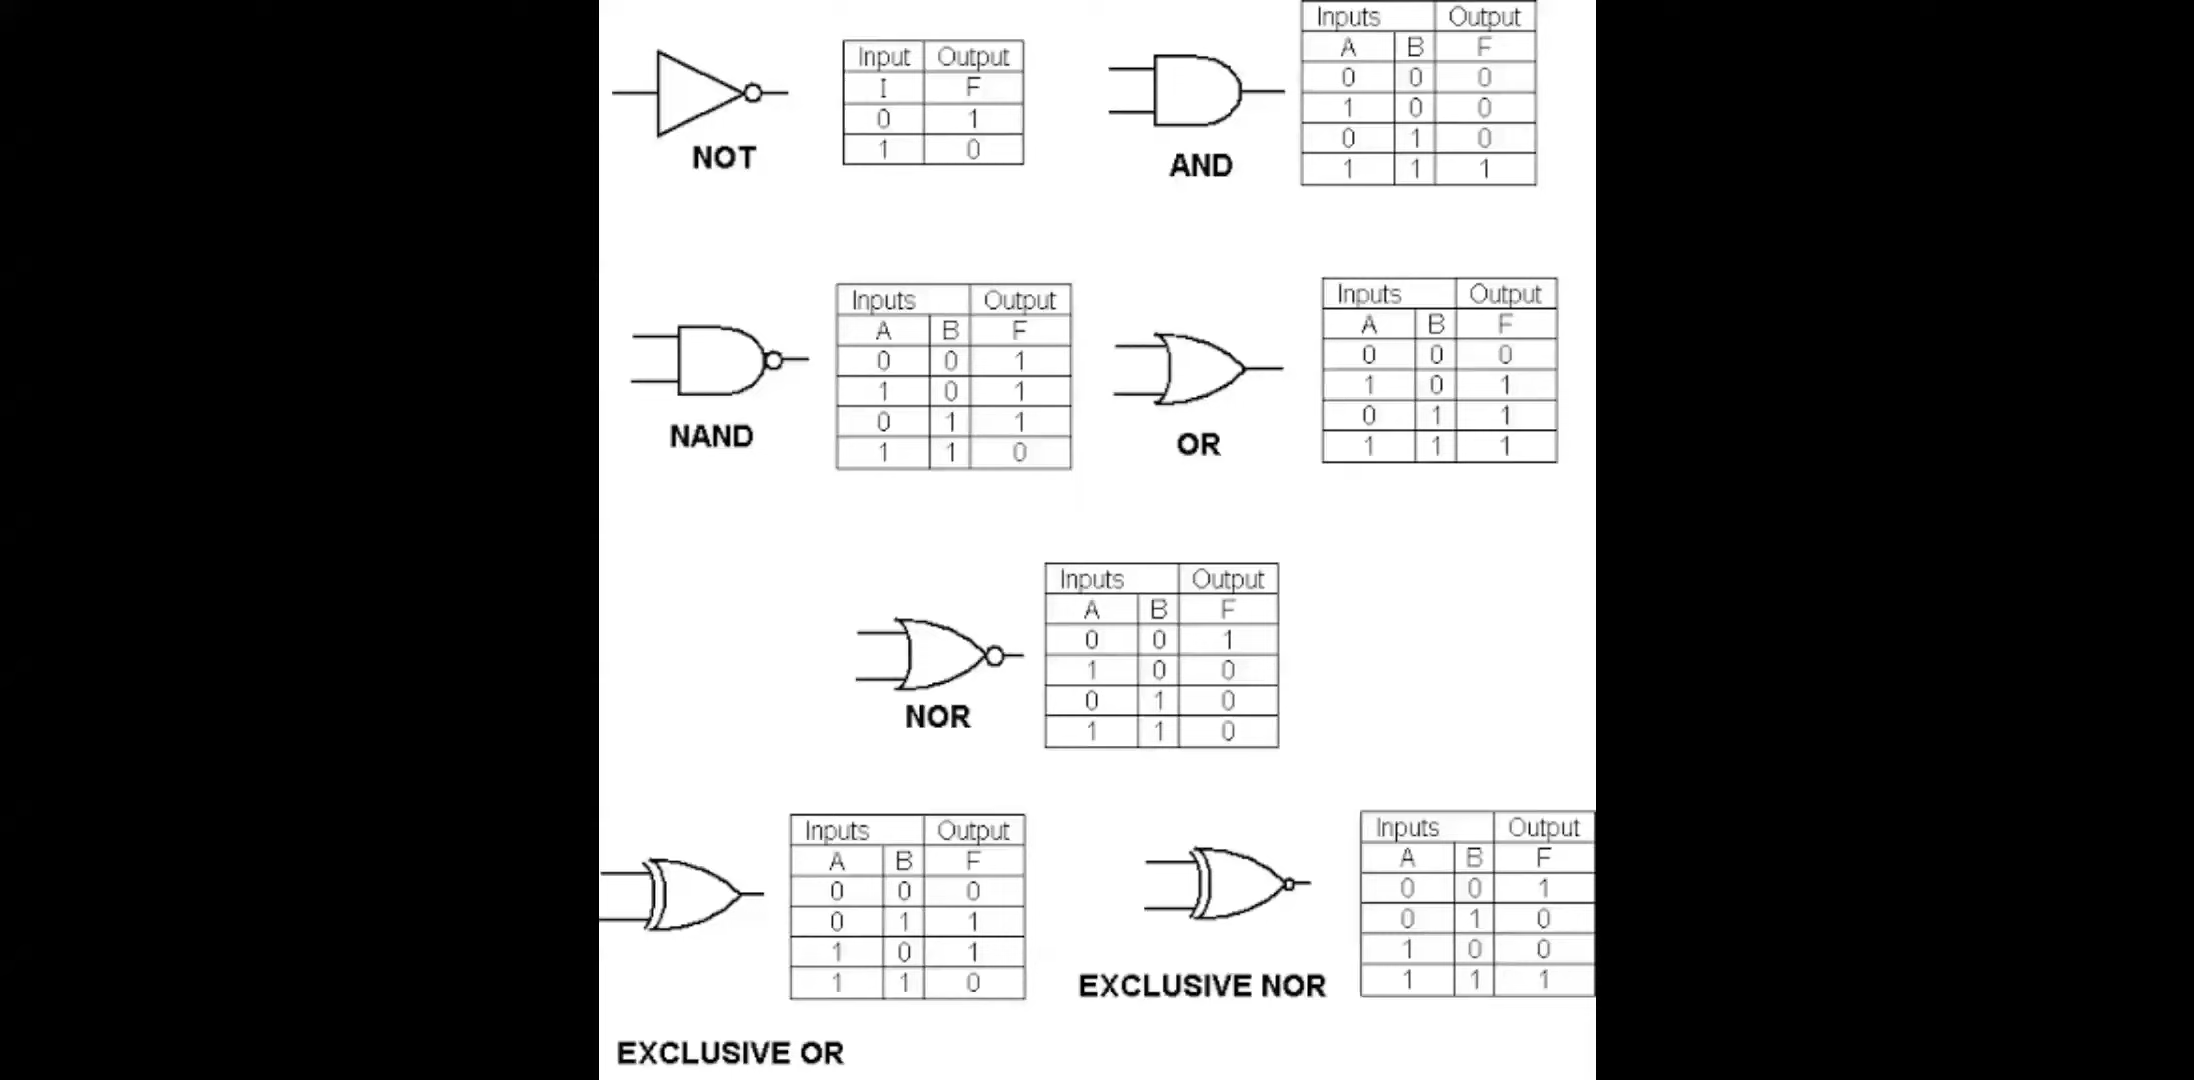 Input Output
I F
0 1
1 0
NOT
Inputs Output
A B F
0 0 0
1 0 0
0 1 0
1 1 1
AND
Inputs Output
A B F
0 0 1
1 0 1
0 1 1
1 1 0
NAND
Inputs Output
A B F
0 0 0
1 0 1
0 1 1
1 1 1
OR
Inputs Output
A B F
0 0 1
1 0 0
0 1 0
1 1 0
NOR
Inputs Output
A B F
0 0 0
0 1 1
1 0 1
1 1 0
EXCLUSIVE OR
Inputs Output
A B F
0 0 1
0 1 0
1 0 0
1 1 1
EXCLUSIVE NOR